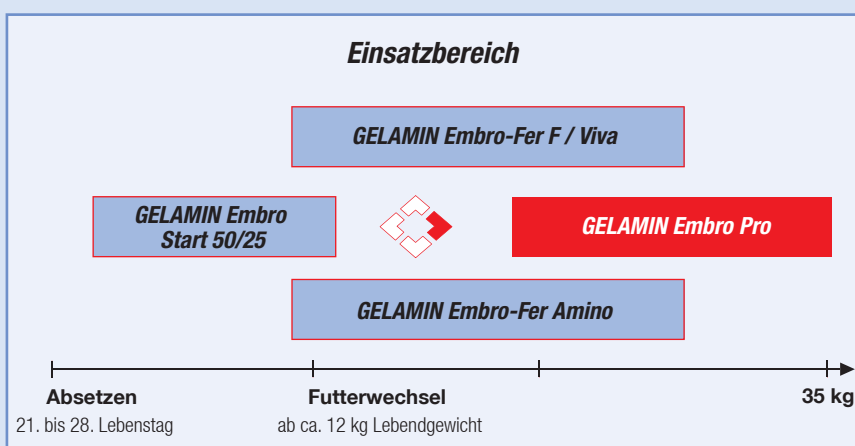 Einsatzbereich
GELAMIN Embro-Fer F / Viva
GELAMIN Embro
Start 50/25
GELAMIN Embro Pro
GELAMIN Embro-Fer Amino
Absetzen
21. bis 28. Lebenstag
Futterwechsel
ab ca. 12 kg Lebendgewicht
35 kg